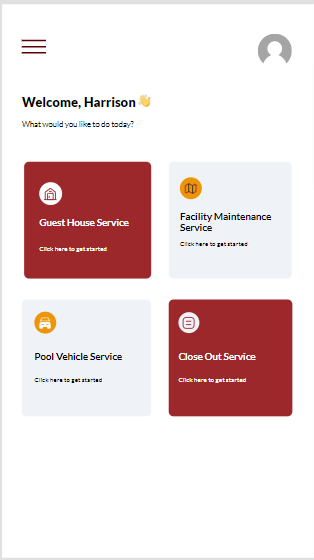 Welcome, Harrison 👋
What would you like to do today?
Guest House Service
Click here to get started
Facility Maintenance
Service
Click here to get started
Pool Vehicle Service
Click here to get started
Close Out Service
Click here to get started